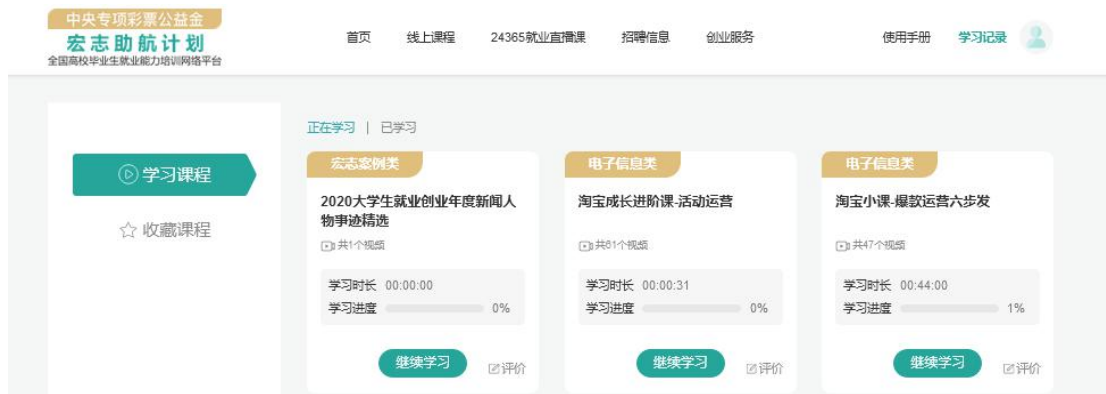 中央专项彩票公益金
宏志助航计划
全国高校毕业生就业能力培训网络平台
首页 线上课程 24365就业直播课 招聘信息 创业服务 使用手册 学习记录
学习课程
收藏课程
正在学习 | 已学习
宏志案例类
2020大学生就业创业年度新闻人
物事迹精选
共1个视频
学习时长 00:00:00
学习进度 0%
继续学习 评价
电子信息类
淘宝成长进阶课-活动运营
共61个视频
学习时长 00:00:31
学习进度 0%
继续学习 评价
电子信息类
淘宝小课-爆款运营六步发
共47个视频
学习时长 00:44:00
学习进度 1%
继续学习 评价